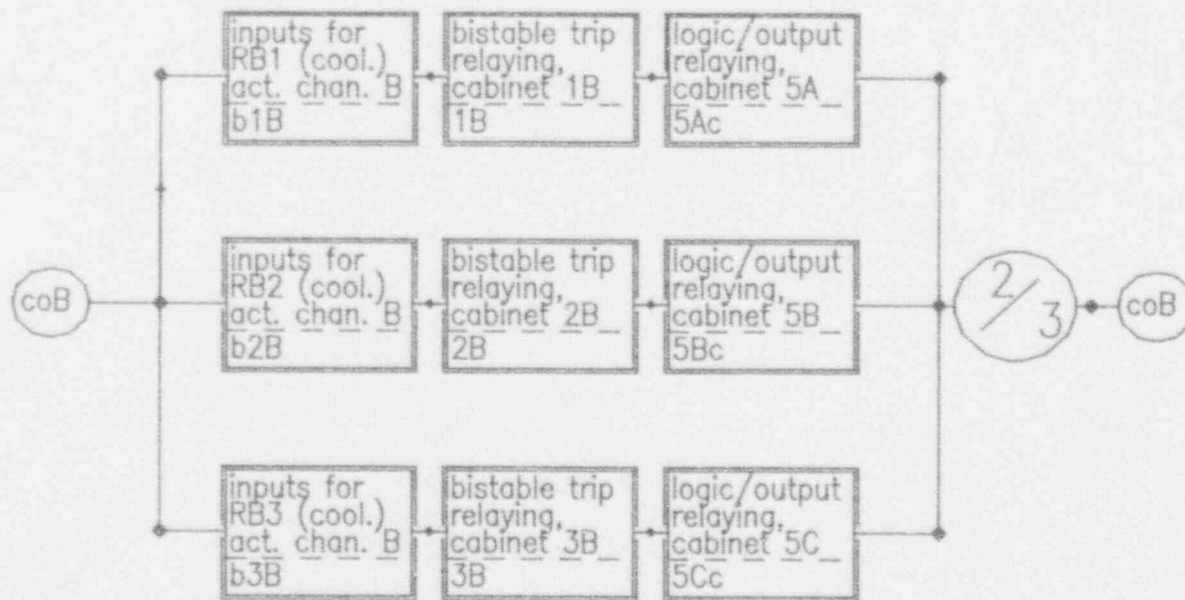 inputs for
RB1 (cool.)
act. chan. B
b1B
bistable trip
relaying,
cabinet 1B
1B
logic/output
relaying,
cabinet 5A
5Ac
coB
inputs for
RB2 (cool.)
act. chan. B
b2B
bistable trip
relaying,
cabinet 2B
2B
logic/output
relaying,
cabinet 5B
5Bc
2/3
coB
inputs for
RB3 (cool.)
act. chan. B
b3B
bistable trip
relaying,
cabinet 3B
3B
logic/output
relaying,
cabinet 5C
5Cc